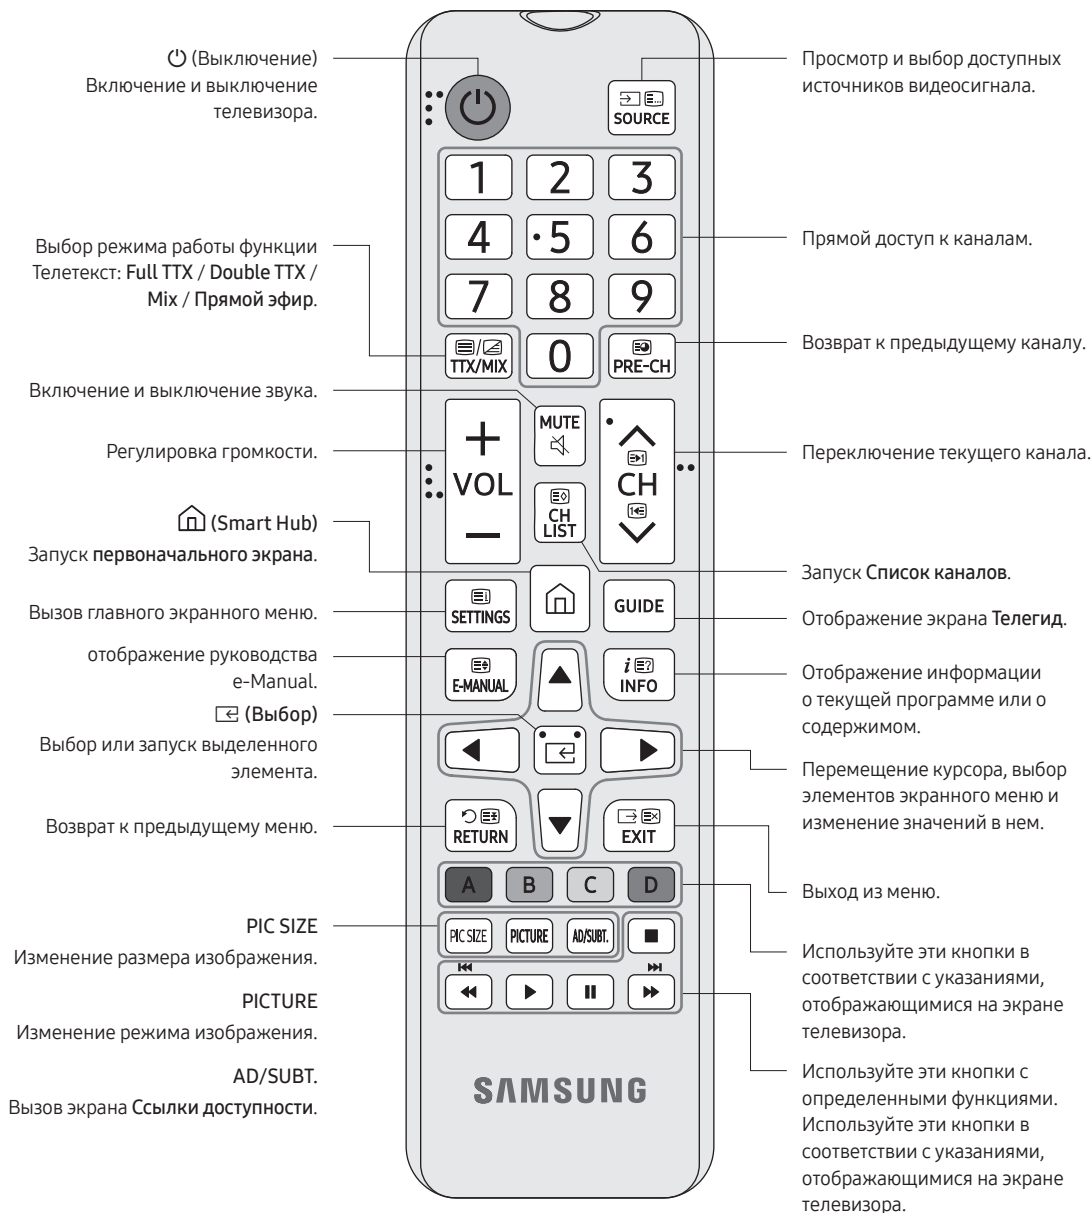 (Выключение)
Включение и выключение
телевизора.
Выбор режима работы функции
Телетекст: Full TTX / Double TTX /
Mix / Прямой эфир.
Включение и выключение звука.
Регулировка громкости.
(Smart Hub)
Запуск первоначального экрана.
Вызов главного экранного меню.
отображение руководства
e-Manual.
(Выбор)
Выбор или запуск выделенного
элемента.
Возврат к предыдущему меню.
PIC SIZE
Изменение размера изображения.
PICTURE
Изменение режима изображения.
AD/SUBT.
Вызов экрана Ссылки доступности.
SOURCE
1 2 3
4 5 6
7 8 9
TTX/MIX 0 PRE-CH
MUTE
VOL
CH
CH
LIST
SETTINGS
GUIDE
E-MANUAL
i
INFO
RETURN
EXIT
A B C D
PIC SIZE PICTURE AD/SUBT.
SAMSUNG
Просмотр и выбор доступных
источников видеосигнала.
Прямой доступ к каналам.
Возврат к предыдущему каналу.
Переключение текущего канала.
Запуск Список каналов.
Отображение экрана Телегид.
Отображение информации
о текущей программе или о
содержимом.
Перемещение курсора, выбор
элементов экранного меню и
изменение значений в нем.
Выход из меню.
Используйте эти кнопки в
соответствии с указаниями,
отображающимися на экране
телевизора.
Используйте эти кнопки с
определенными функциями.
Используйте эти кнопки в
соответствии с указаниями,
отображающимися на экране
телевизора.